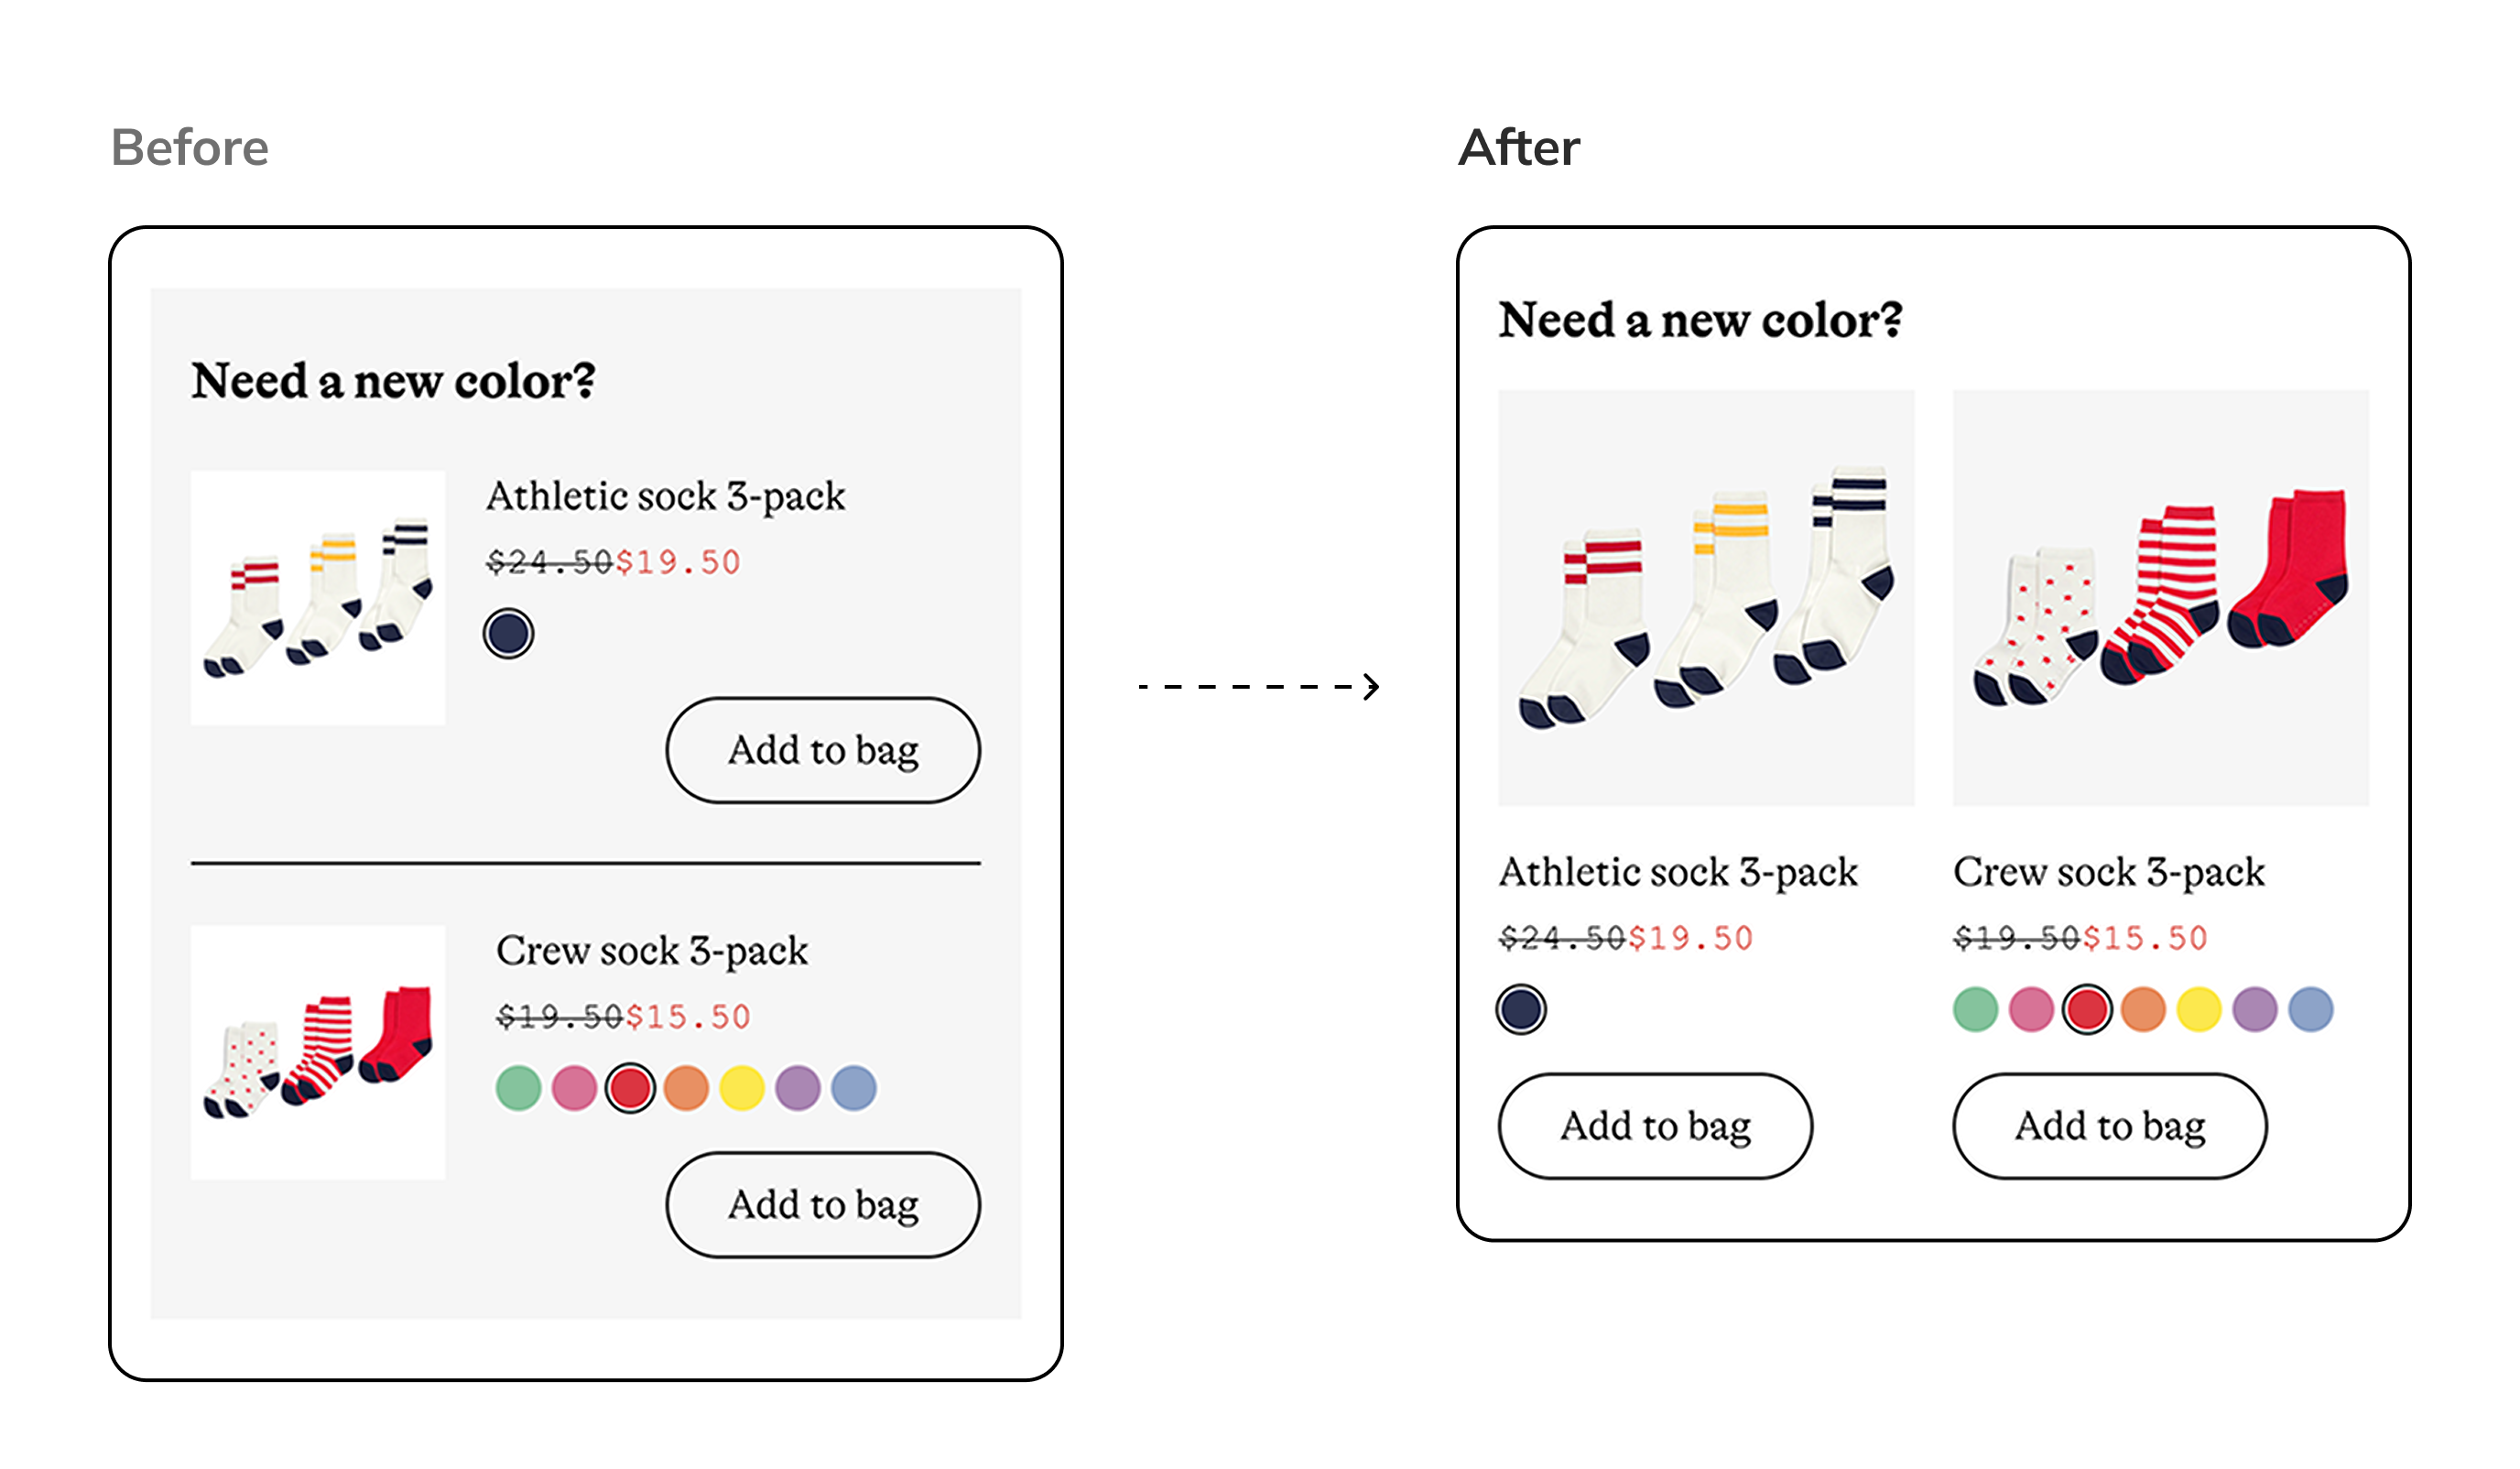 Before
Need a new color?
Athletic sock 3-pack
$24.50$19.50
Add to bag
Crew sock 3-pack
$19.50$15.50
Add to bag
After
Need a new color?
Athletic sock 3-pack
$24.50$19.50
Add to bag
Crew sock 3-pack
$19.50$15.50
Add to bag